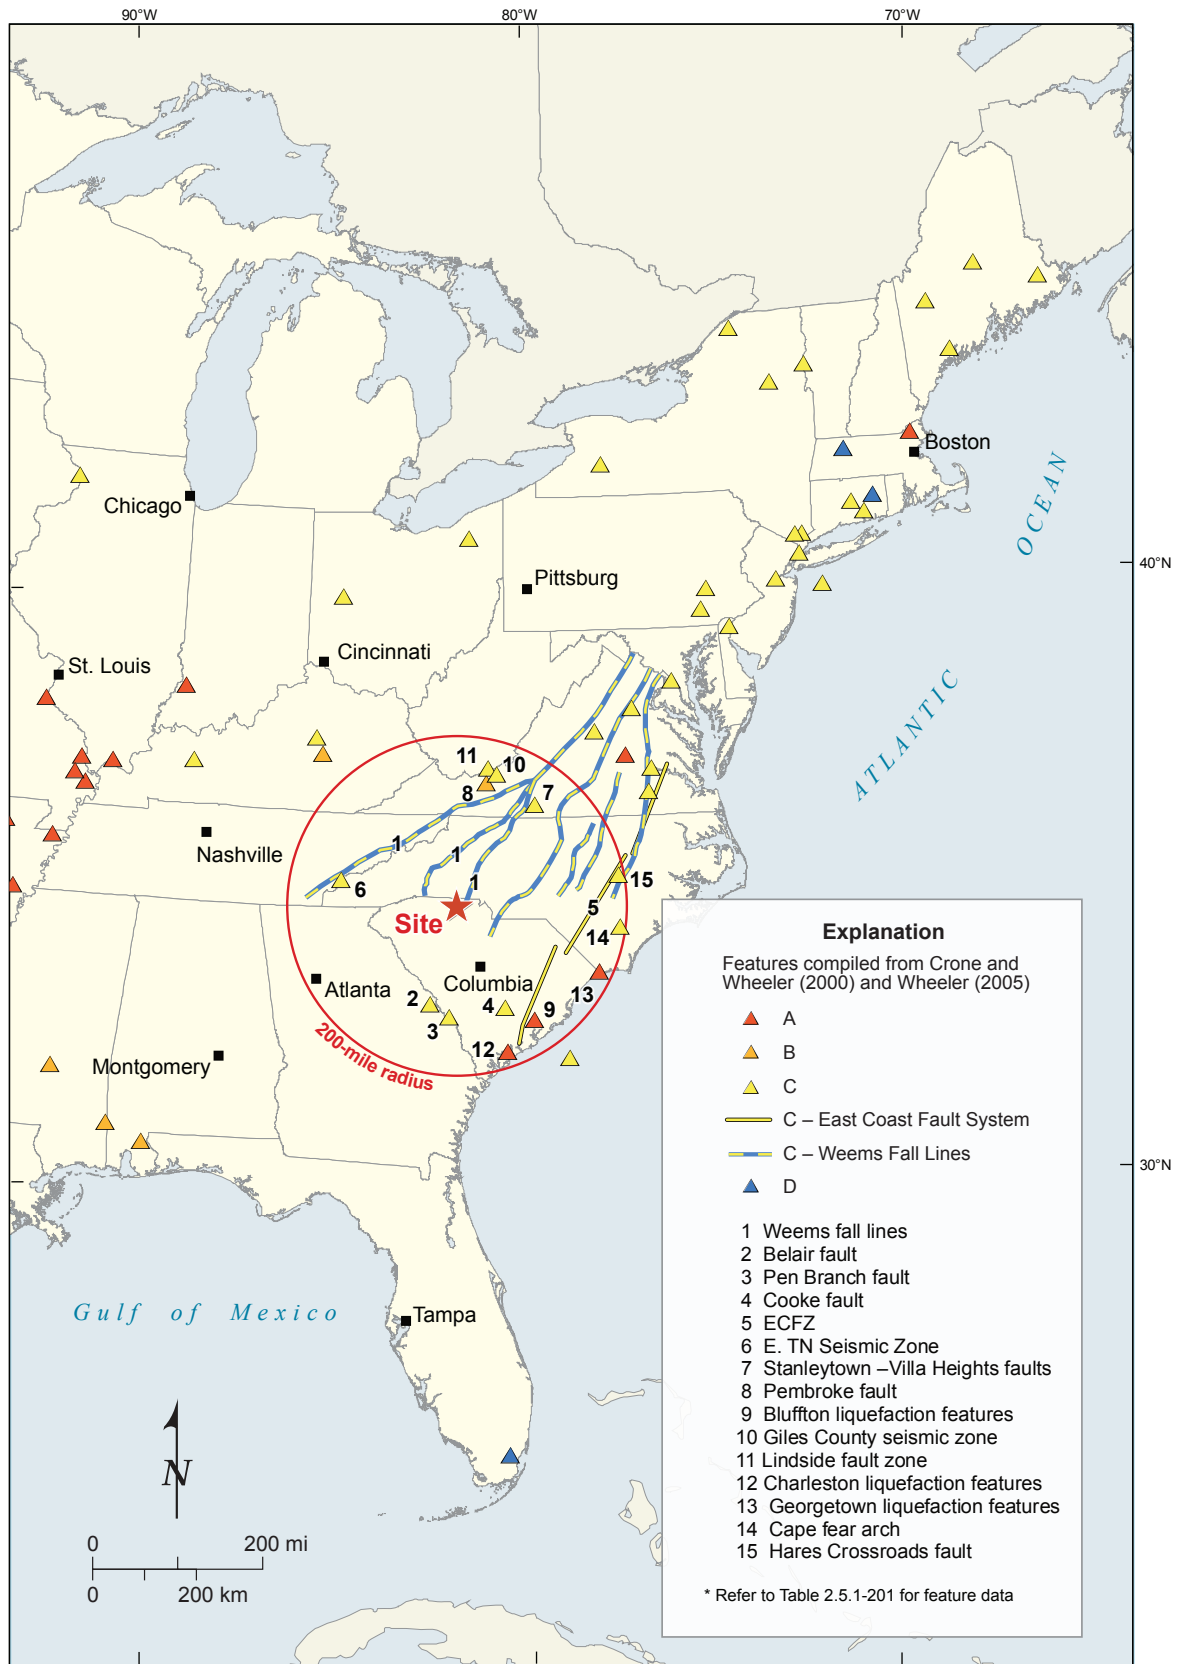 90°W
80°W
70°W
Boston
Chicago
OCEAN
40°N
Pittsburg
Cincinnati
St. Louis
ATLANTIC
11
10
8
7
1
Nashville
1
1
6
15
5
Site
14
Columbia
Atlanta
13
2
4
9
3
12
200-mile radius
Montgomery
30°N
Gulf of Mexico
Tampa
N
0 200 mi
0 200 km
Explanation
Features compiled from Crone and
Wheeler (2000) and Wheeler (2005)
A
B
C
C – East Coast Fault System
C – Weems Fall Lines
D
1 Weems fall lines
2 Belair fault
3 Pen Branch fault
4 Cooke fault
5 ECFZ
6 E. TN Seismic Zone
7 Stanleytown –Villa Heights faults
8 Pembroke fault
9 Bluffton liquefaction features
10 Giles County seismic zone
11 Lindside fault zone
12 Charleston liquefaction features
13 Georgetown liquefaction features
14 Cape fear arch
15 Hares Crossroads fault
* Refer to Table 2.5.1-201 for feature data